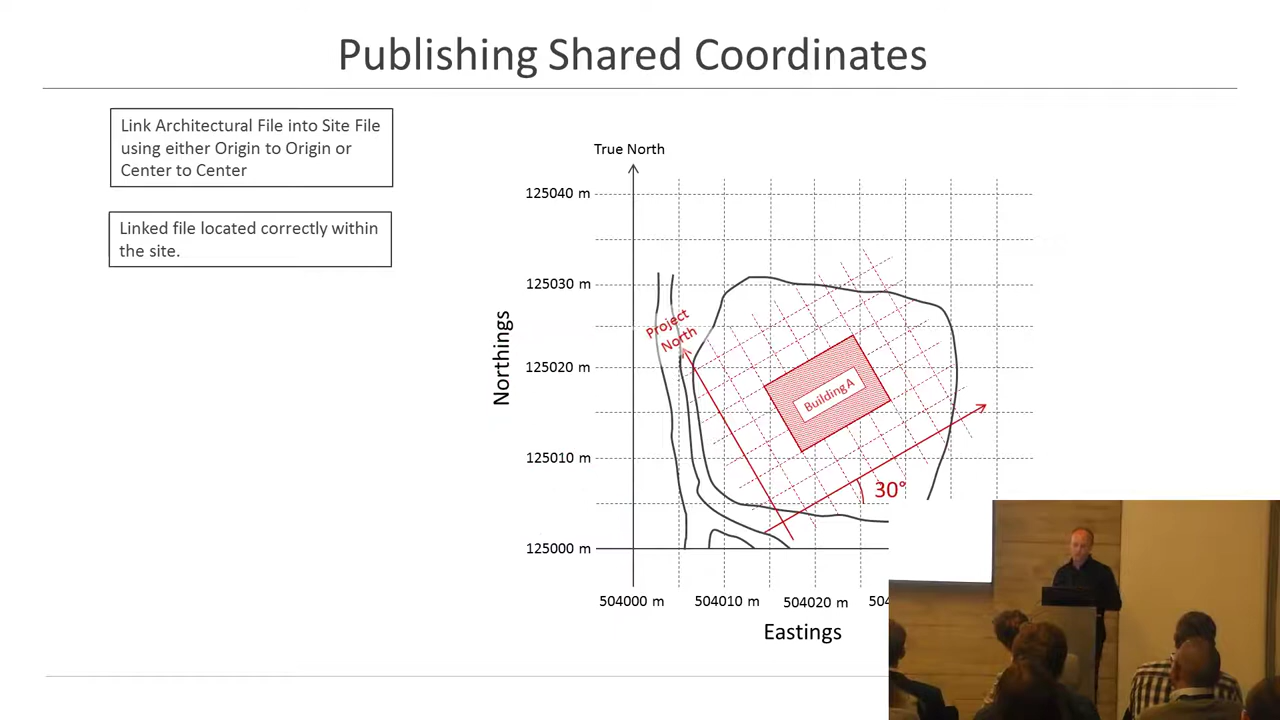 Publishing Shared Coordinates
Link Architectural File into Site File
using either Origin to Origin or
Center to Center
Linked file located correctly within
the site.
True North
125040 m
125030 m
125020 m
125010 m
125000 m
Northings
Project
North
Building A
30°
504000 m
504010 m
504020 m
504
Eastings